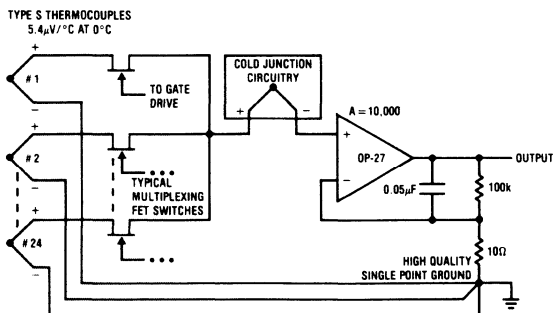 TYPE S THERMOCOUPLES
5.4µV/°C AT 0°C
+
# 1
−
TO GATE
DRIVE
COLD JUNCTION
CIRCUITRY
+ −
A = 10,000
+
OP-27
−
OUTPUT
0.05µF
100k
10Ω
+
# 2
−
TYPICAL
MULTIPLEXING
FET SWITCHES
+
# 24
−
HIGH QUALITY
SINGLE POINT GROUND